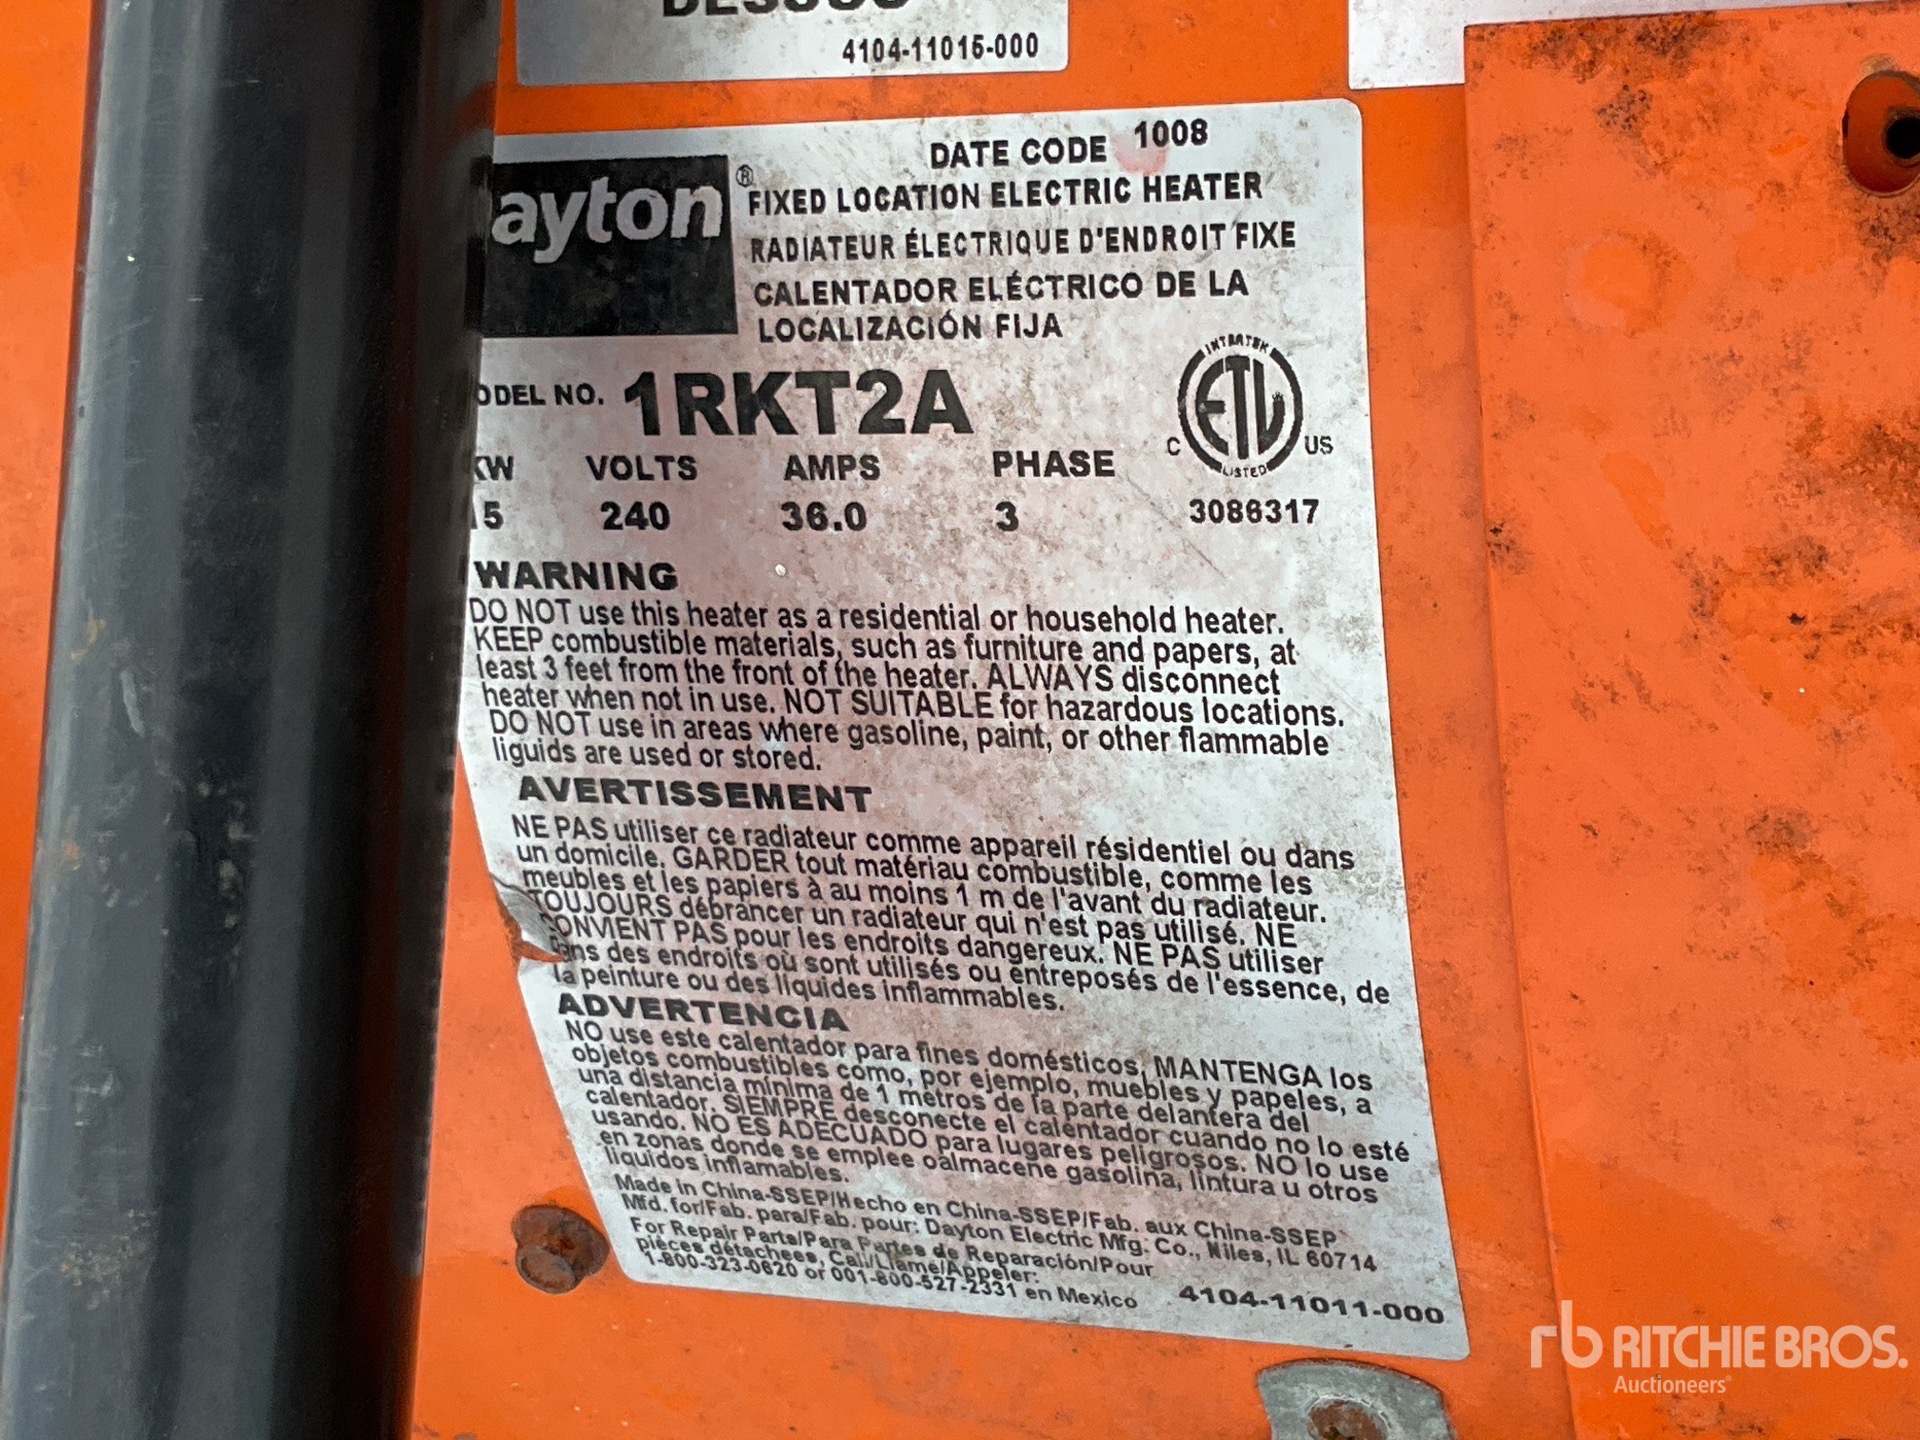 4104-11015-000
DATE CODE 1008
ayton®
FIXED LOCATION ELECTRIC HEATER
RADIATEUR ÉLECTRIQUE D'ENDROIT FIXE
CALENTADOR ELÉCTRICO DE LA
LOCALIZACIÓN FIJA
ODEL NO. 1RKT2A
INTERTEK
ETL
LISTED
C US
3086317
KW VOLTS AMPS PHASE
15 240 36.0 3
WARNING
DO NOT use this heater as a residential or household heater.
KEEP combustible materials, such as furniture and papers, at
least 3 feet from the front of the heater. ALWAYS disconnect
heater when not in use. NOT SUITABLE for hazardous locations.
DO NOT use in areas where gasoline, paint, or other flammable
liguids are used or stored.
AVERTISSEMENT
NE PAS utiliser ce radiateur comme appareil résidentiel ou dans
un domicile. GARDER tout matériau combustible, comme les
meubles et les papiers à au moins 1 m de l'avant du radiateur.
TOUJOURS débrancer un radiateur qui n'est pas utilisé. NE
CONVIENT PAS pour les endroits dangereux. NE PAS utiliser
dans des endroits où sont utilisés ou entreposés de l'essence, de
la peinture ou des liquides inflammables.
ADVERTENCIA
NO use este calentador para fines domésticos, MANTENGA los
objetos combustibles como, por ejemplo, muebles y papeles, a
una distancia mínima de 1 metros de la parte delantera del
calentador. SIEMPRE desconecte el calentador cuando no lo esté
usando. NO ES ADECUADO para lugares peligrosos. NO lo use
en zonas donde se emplee oalmacene gasolina, lintura u otros
liquidos inflamables.
Made in China-SSEP/Hecho en China-SSEP/Fab. aux China-SSEP
Mfd. for/Fab. para/Fab. pour: Dayton Electric Mfg. Co., Niles, IL 60714
For Repair Parts/Para Partes de Reparación/Pour
pièces détachees, Call/Llame/Appeler:
1-800-323-0620 or 001-800-527-2331 en Mexico 4104-11011-000
rb RITCHIE BROS.
Auctioneers